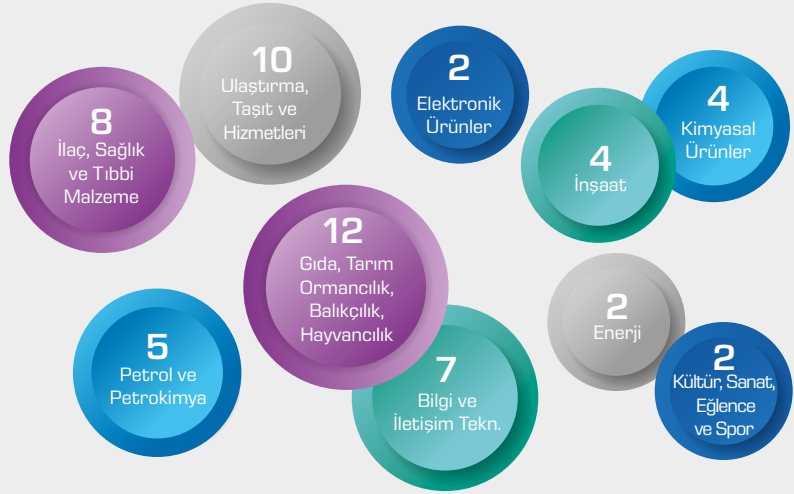 10
Ulaştırma,
Taşıt ve
Hizmetleri
2
Elektronik
Ürünler
4
Kimyasal
Ürünler
8
İlaç, Sağlık
ve Tıbbi
Malzeme
4
İnşaat
12
Gıda, Tarım
Ormancılık,
Balıkçılık,
Hayvancılık
2
Enerji
5
Petrol ve
Petrokimya
7
Bilgi ve
İletişim Tekn.
2
Kültür, Sanat,
Eğlence
ve Spor